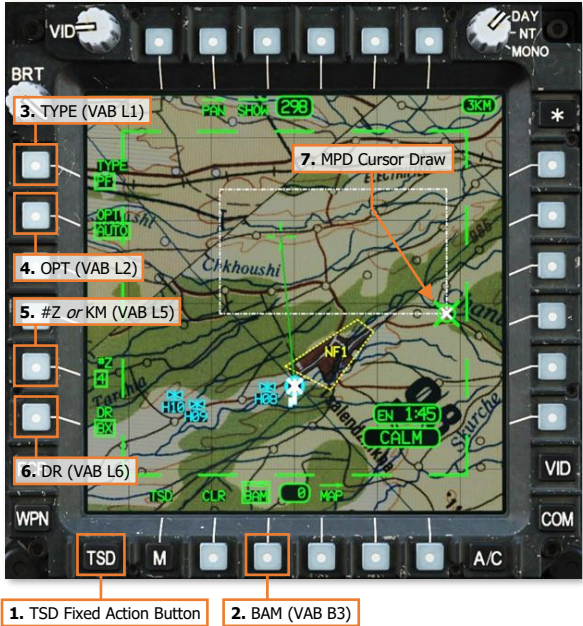 VID
DAY
NT
MONO
BRT
3. TYPE (VAB L1)
PAN SHOW 298 3KM
*
7. MPD Cursor Draw
TYPE
PF
OPT
AUTO
4. OPT (VAB L2)
Chkhoushi
5. #Z or KM (VAB L5)
NF1
#Z
4
H10 H09 H08
DR
BX
EN 1:45
CALM
6. DR (VAB L6)
TSD CLR BAM 0 MAP
VID
WPN
COM
TSD
M
A/C
1. TSD Fixed Action Button
2. BAM (VAB B3)